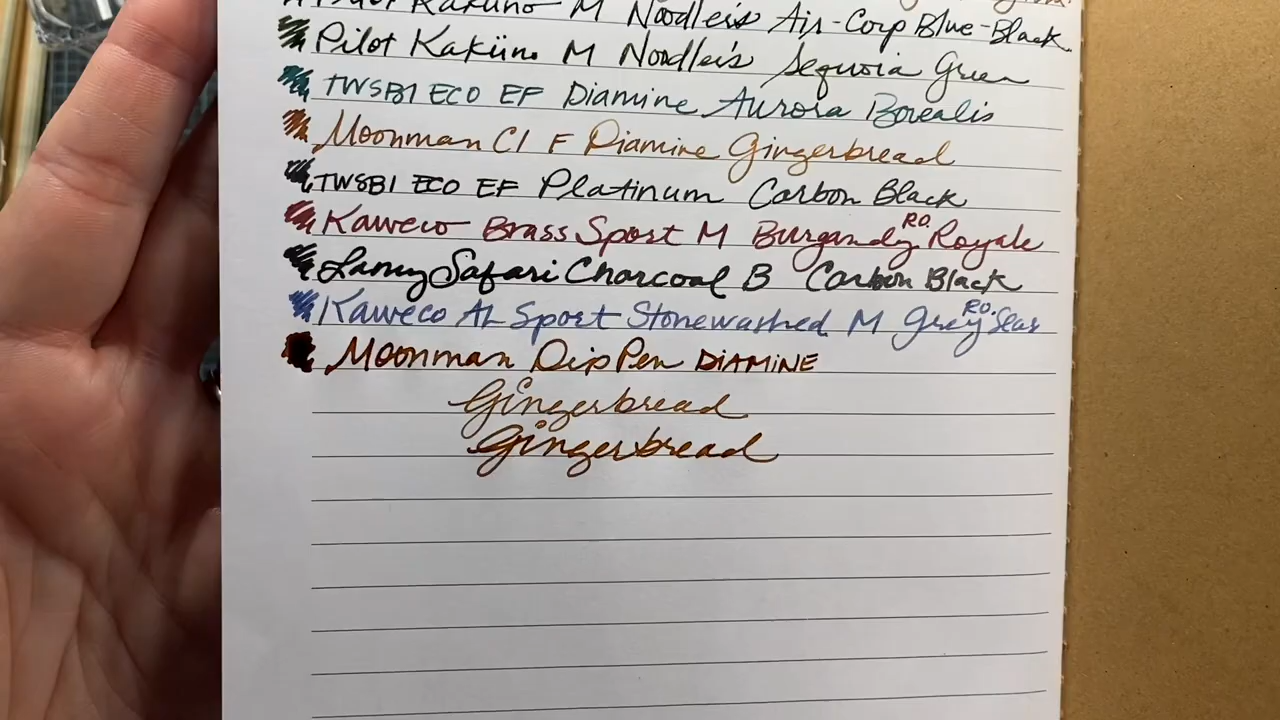 Pilot Kakuno M Noodler's Air-Corp Blue-Black
Pilot Kaküno M Noodler's Sequoia Green
TWSBI ECO EF Diamine Aurora Borealis
Moonman C1 F Diamine Gingerbread
TWSBI ECO EF Platinum Carbon Black
Kaweco Brass Sport M Burgandy R.O. Royale
Lamy Safari Charcoal B Carbon Black
Kaweco AL Sport Stonewashed M Grey R.O. Seas
Moonman Dip Pen DiAMiNE
Gingerbread
Gingerbread